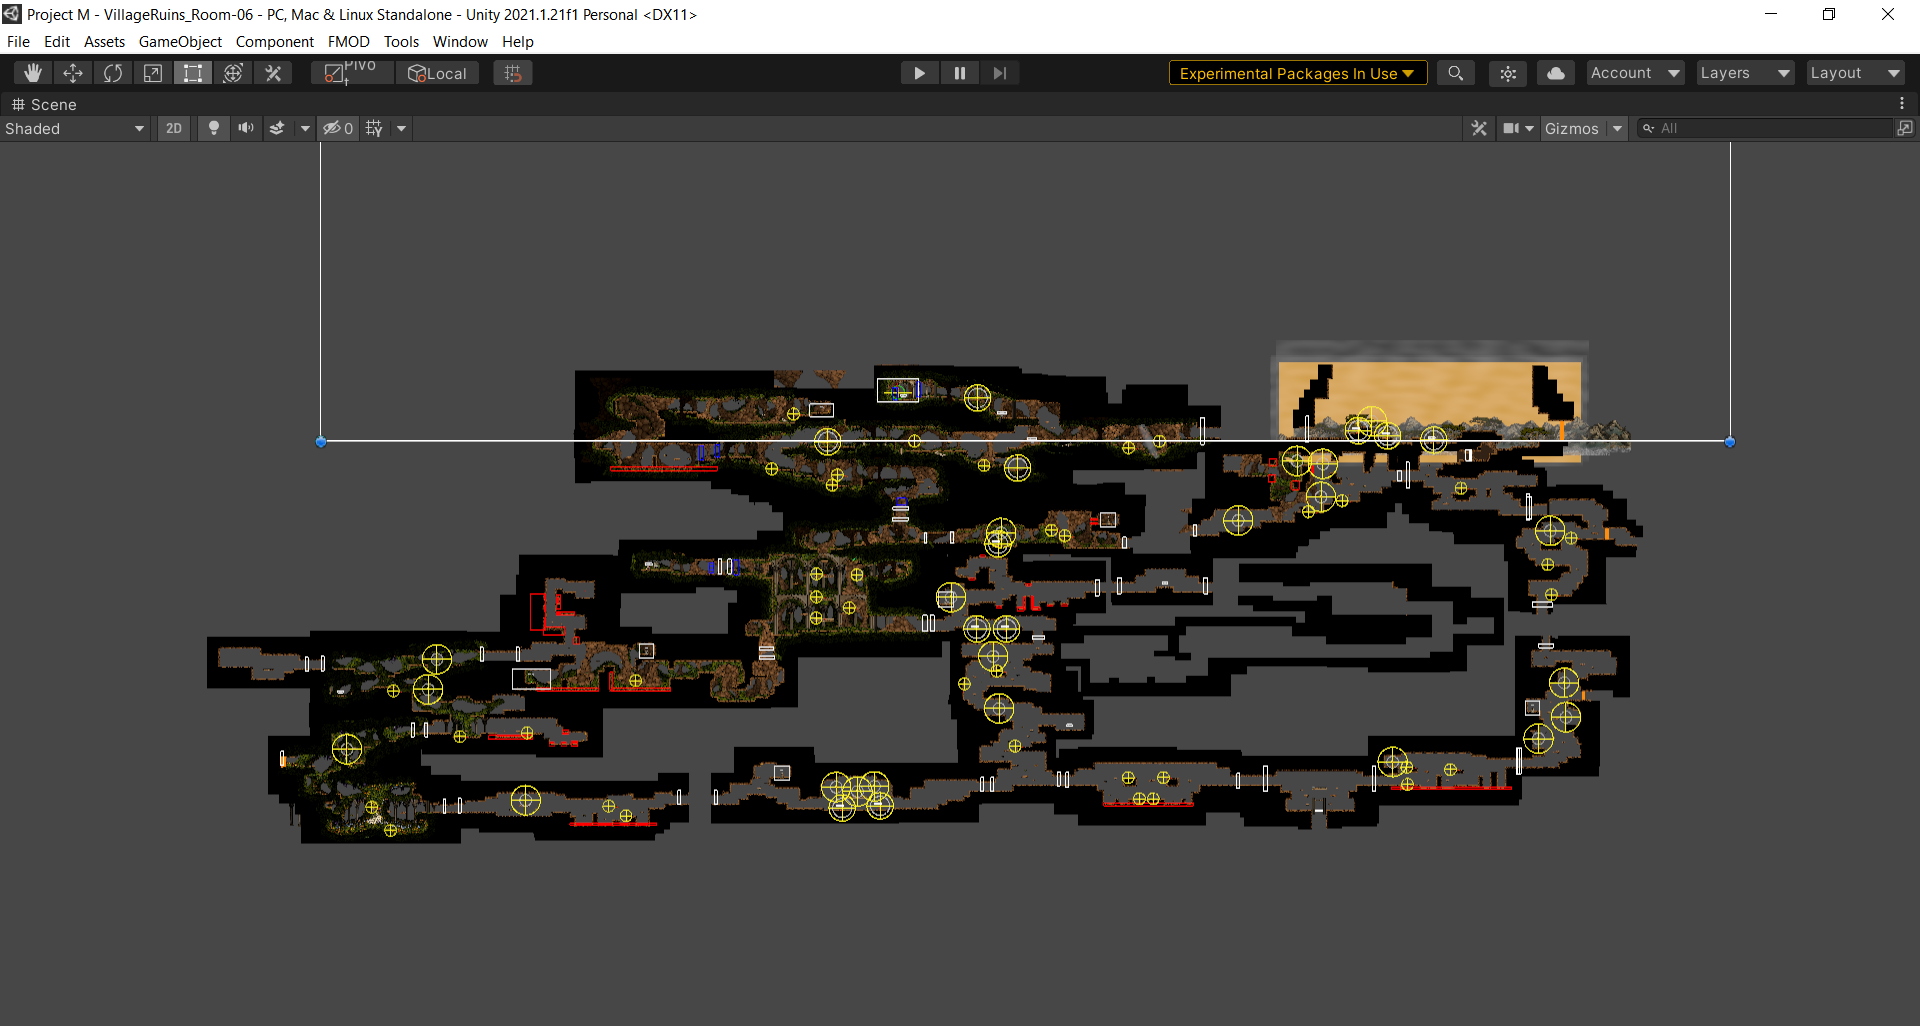 Project M - VillageRuins_Room-06 - PC, Mac & Linux Standalone - Unity 2021.1.21f1 Personal <DX11>
File Edit Assets GameObject Component FMOD Tools Window Help
Pivot Local Experimental Packages In Use Account Layers Layout
Scene
Shaded 2D 0 Gizmos All